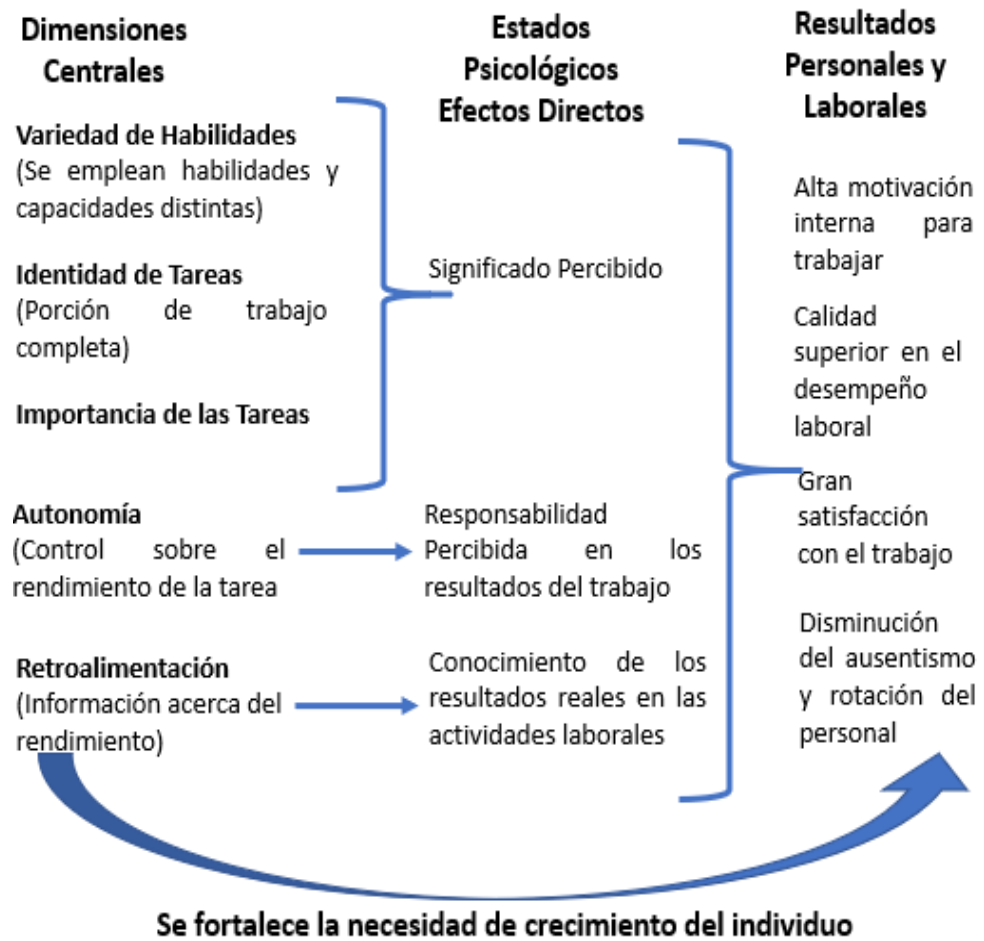 Dimensiones
Centrales
Variedad de Habilidades
(Se emplean habilidades y
capacidades distintas)
Identidad de Tareas
(Porción de trabajo
completa)
Importancia de las Tareas
Autonomía
(Control sobre el
rendimiento de la tarea
Retroalimentación
(Información acerca del
rendimiento)
Estados
Psicológicos
Efectos Directos
Significado Percibido
Responsabilidad
Percibida en los
resultados del trabajo
Conocimiento de los
resultados reales en las
actividades laborales
Resultados
Personales y
Laborales
Alta motivación
interna para
trabajar
Calidad
superior en el
desempeño
laboral
Gran
satisfacción
con el trabajo
Disminución
del ausentismo
y rotación del
personal
Se fortalece la necesidad de crecimiento del individuo